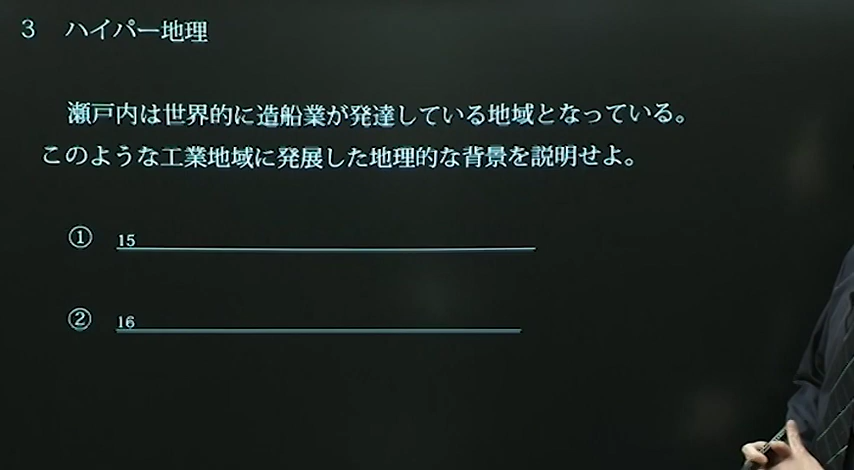 3 ハイパー地理
瀬戸内は世界的に造船業が発達している地域となっている。
このような工業地域に発展した地理的な背景を説明せよ。
① 15
② 16